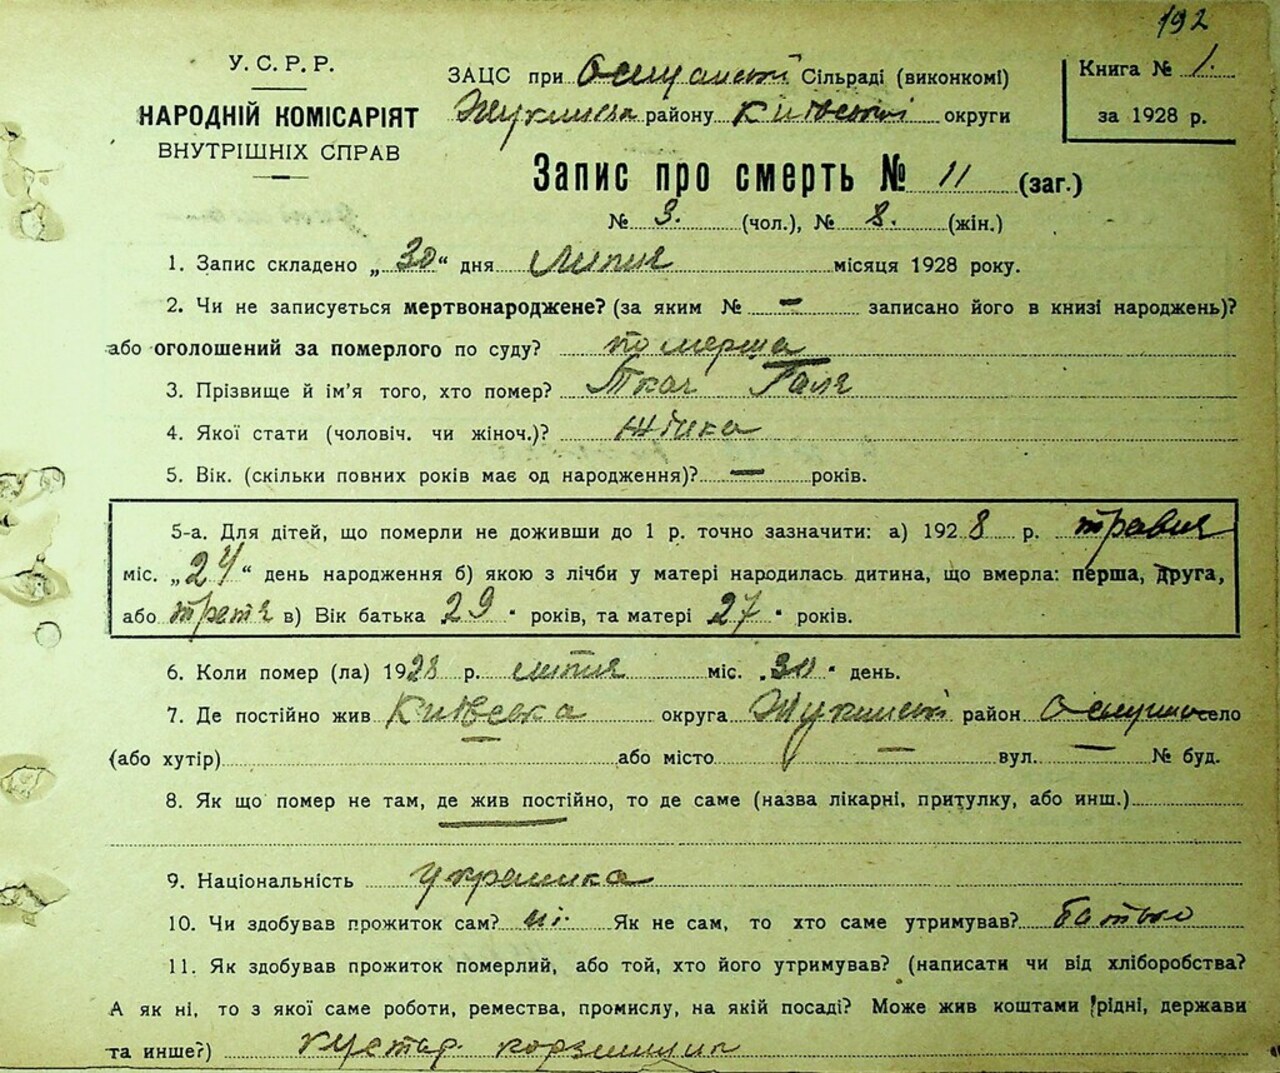 192
У.С.Р.Р.
НАРОДНІЙ КОМІСАРІЯТ
ВНУТРІШНІХ СПРАВ
ЗАЦС при Сільраді (виконкомі)
району Київської округи
Книга № 1.
за 1928 р.
Запис про смерть № 11 (заг.)
№ 3. (чол.), № 8. (жін.)
1. Запис складено „30“ дня Липня місяця 1928 року.
2. Чи не записується мертвонароджене? (за яким № — записано його в книзі народжень)?
або оголошений за померлого по суду? померша
3. Прізвище й ім’я того, хто помер? Ткач Галя
4. Якої стати (чоловіч. чи жіноч.)? Жінка
5. Вік. (скільки повних років має од народження)? — років.
5-а. Для дітей, що померли не доживши до 1 р. точно зазначити: а) 1928 р. травня
міс. „24“ день народження б) якою з лічби у матері народилась дитина, що вмерла: перша, друга,
або третя в) Вік батька 29 років, та матері 27 років.
6. Коли помер (ла) 1928 р. липня міс. „30“ день.
7. Де постійно жив Київська округа район село
(або хутір) або місто — вул. — № буд.
8. Як що помер не там, де жив постійно, то де саме (назва лікарні, притулку, або инш.)
9. Національність українка
10. Чи здобував прожиток сам? ні. Як не сам, то хто саме утримував? батько
11. Як здобував прожиток померлий, або той, хто його утримував? (написати чи від хліборобства?
А як ні, то з якої саме роботи, ремества, промислу, на якій посаді? Може жив коштами рідні, держави
та инше?) кустар.